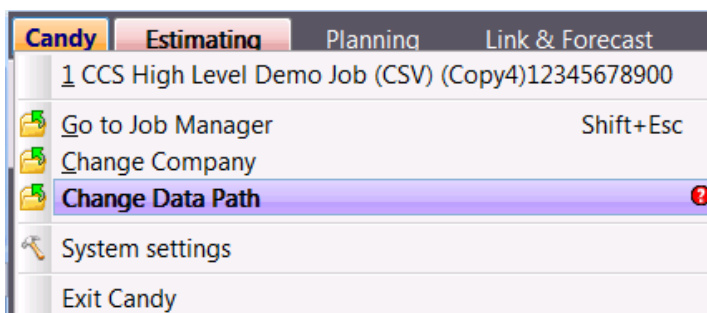 Candy Estimating Planning Link & Forecast
1 CCS High Level Demo Job (CSV) (Copy4)12345678900
Go to Job Manager Shift+Esc
Change Company
Change Data Path ?
System settings
Exit Candy